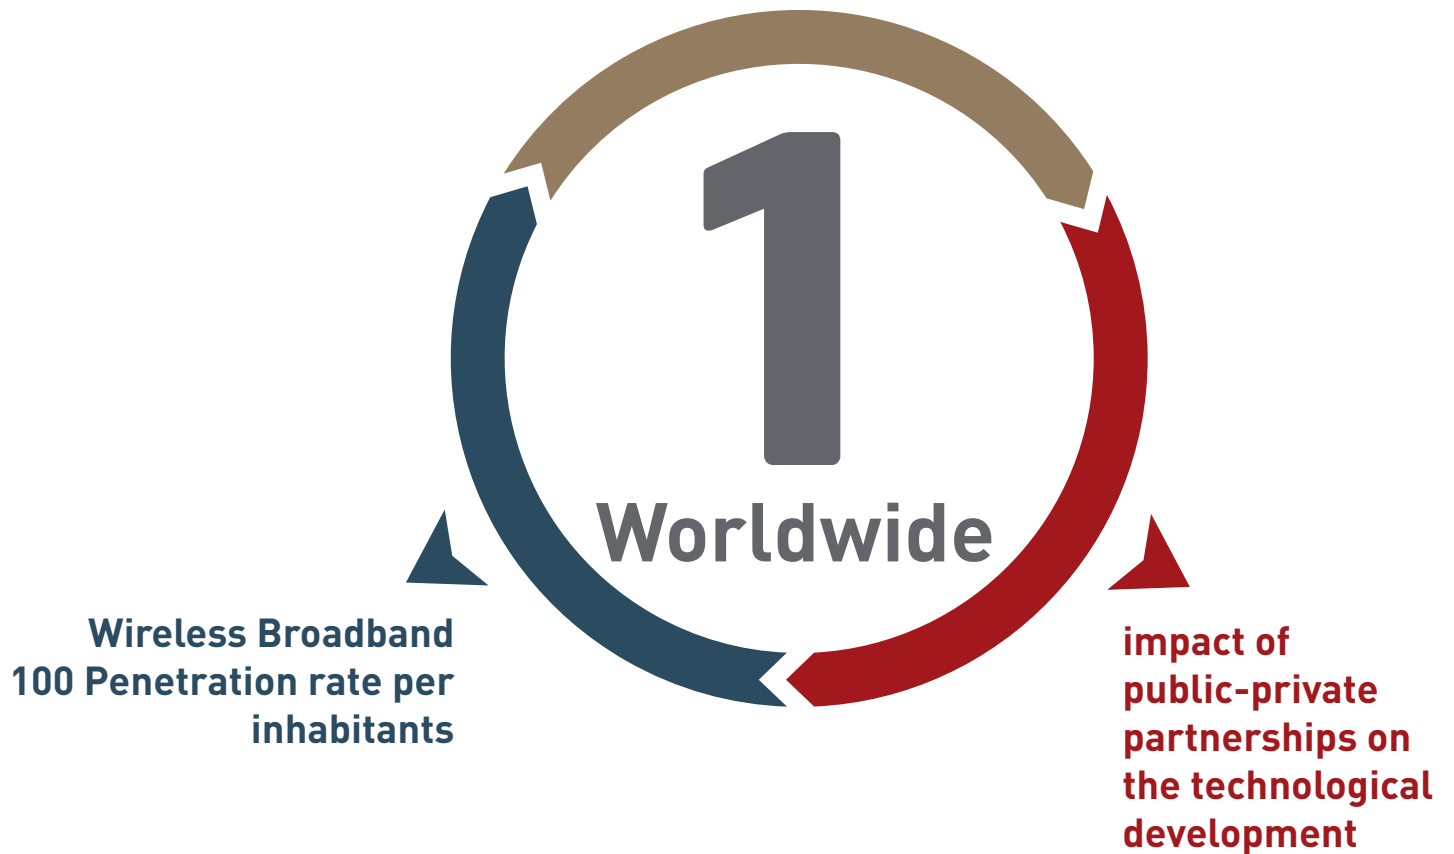 1
Worldwide
Wireless Broadband
100 Penetration rate per
inhabitants
impact of
public-private
partnerships on
the technological
development